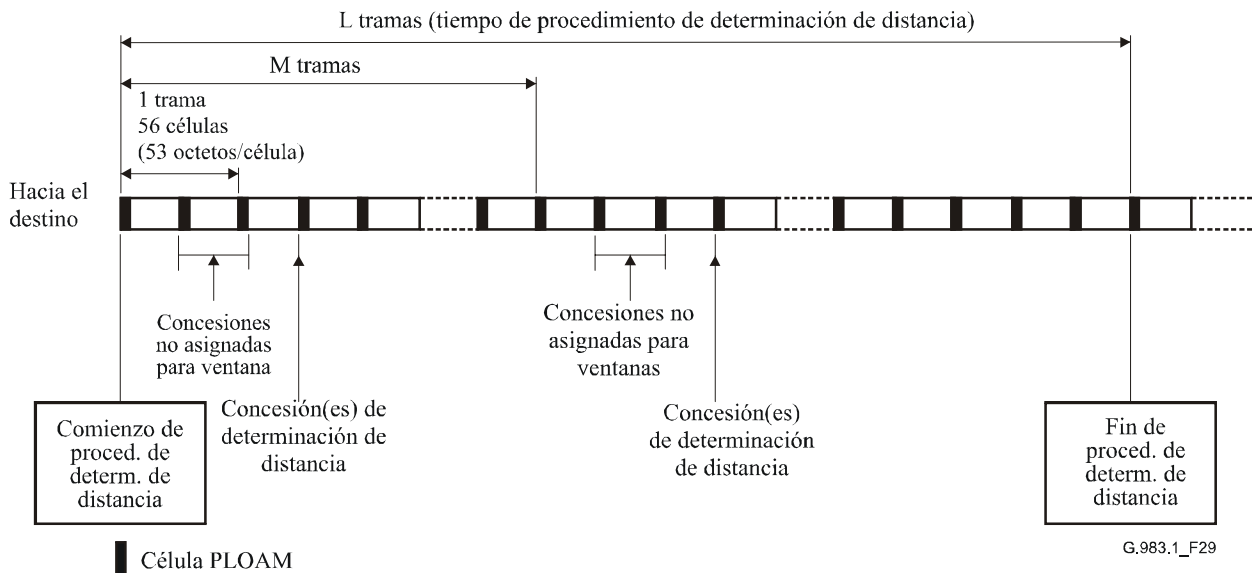 L tramas (tiempo de procedimiento de determinación de distancia)
M tramas
1 trama
56 células
(53 octetos/célula)
Hacia el
destino
Concesiones
no asignadas
para ventana
Concesión(es) de
determinación de
distancia
Concesiones no
asignadas para
ventanas
Concesión(es)
de determinación
de distancia
Comienzo de
proced. de
determ. de
distancia
Fin de
proced. de
determ. de
distancia
Célula PLOAM
G.983.1_F29